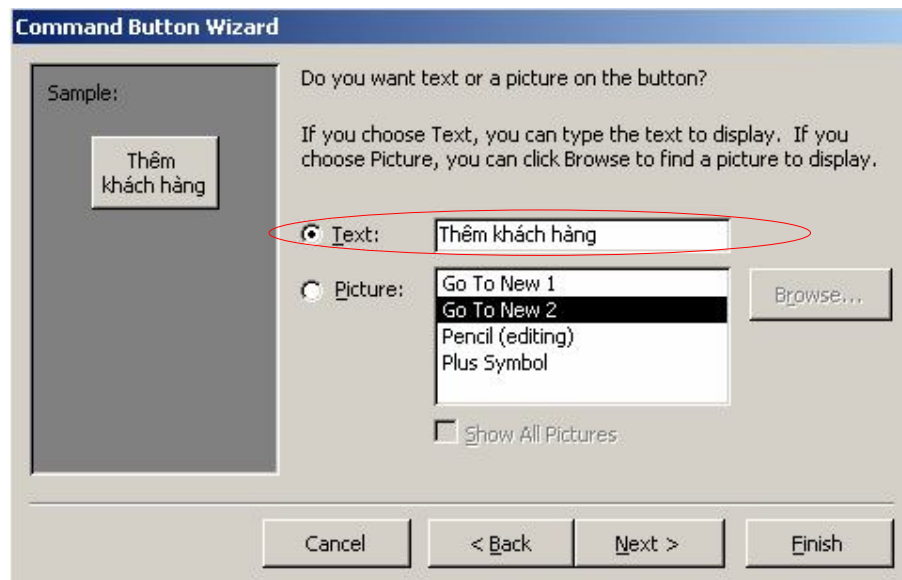 Command Button Wizard
Sample:
Thêm
khách hàng
Do you want text or a picture on the button?
If you choose Text, you can type the text to display. If you
choose Picture, you can click Browse to find a picture to display.
Text: Thêm khách hàng
Picture:
Go To New 1
Go To New 2
Pencil (editing)
Plus Symbol
Browse...
Show All Pictures
Cancel < Back Next > Finish